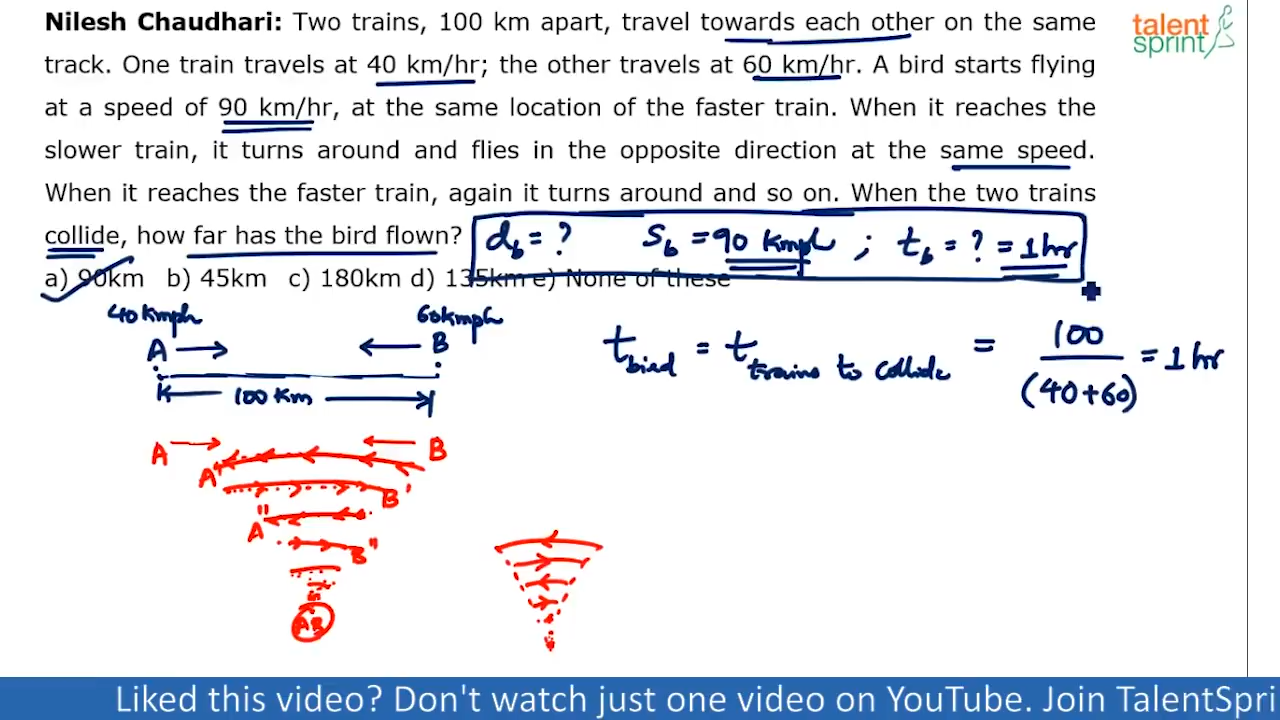 Nilesh Chaudhari: Two trains, 100 km apart, travel towards each other on the same
talent
sprint
track. One train travels at 40 km/hr; the other travels at 60 km/hr. A bird starts flying
at a speed of 90 km/hr, at the same location of the faster train. When it reaches the
slower train, it turns around and flies in the opposite direction at the same speed.
When it reaches the faster train, again it turns around and so on. When the two trains
collide, how far has the bird flown? d_b = ? S_b = 90 kmph ; t_b = ? = 1 hr
a) 90km b) 45km c) 180km d) 135km e) None of these
40 Kmph 60 Kmph
A B
100 Km
t_bird = t_trains to collide = 100/(40+60) = 1 hr
A B
A' B'
A" B"
AB
Liked this video? Don't watch just one video on YouTube. Join TalentSpri